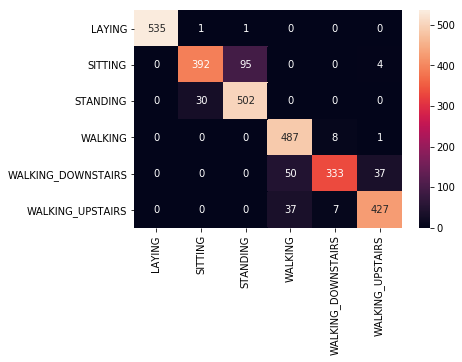 LAYING 535 1 1 0 0 0
SITTING 0 392 95 0 0 4
STANDING 0 30 502 0 0 0
WALKING 0 0 0 487 8 1
WALKING_DOWNSTAIRS 0 0 0 50 333 37
WALKING_UPSTAIRS 0 0 0 37 7 427
LAYING
SITTING
STANDING
WALKING
WALKING_DOWNSTAIRS
WALKING_UPSTAIRS
500
400
300
200
100
0